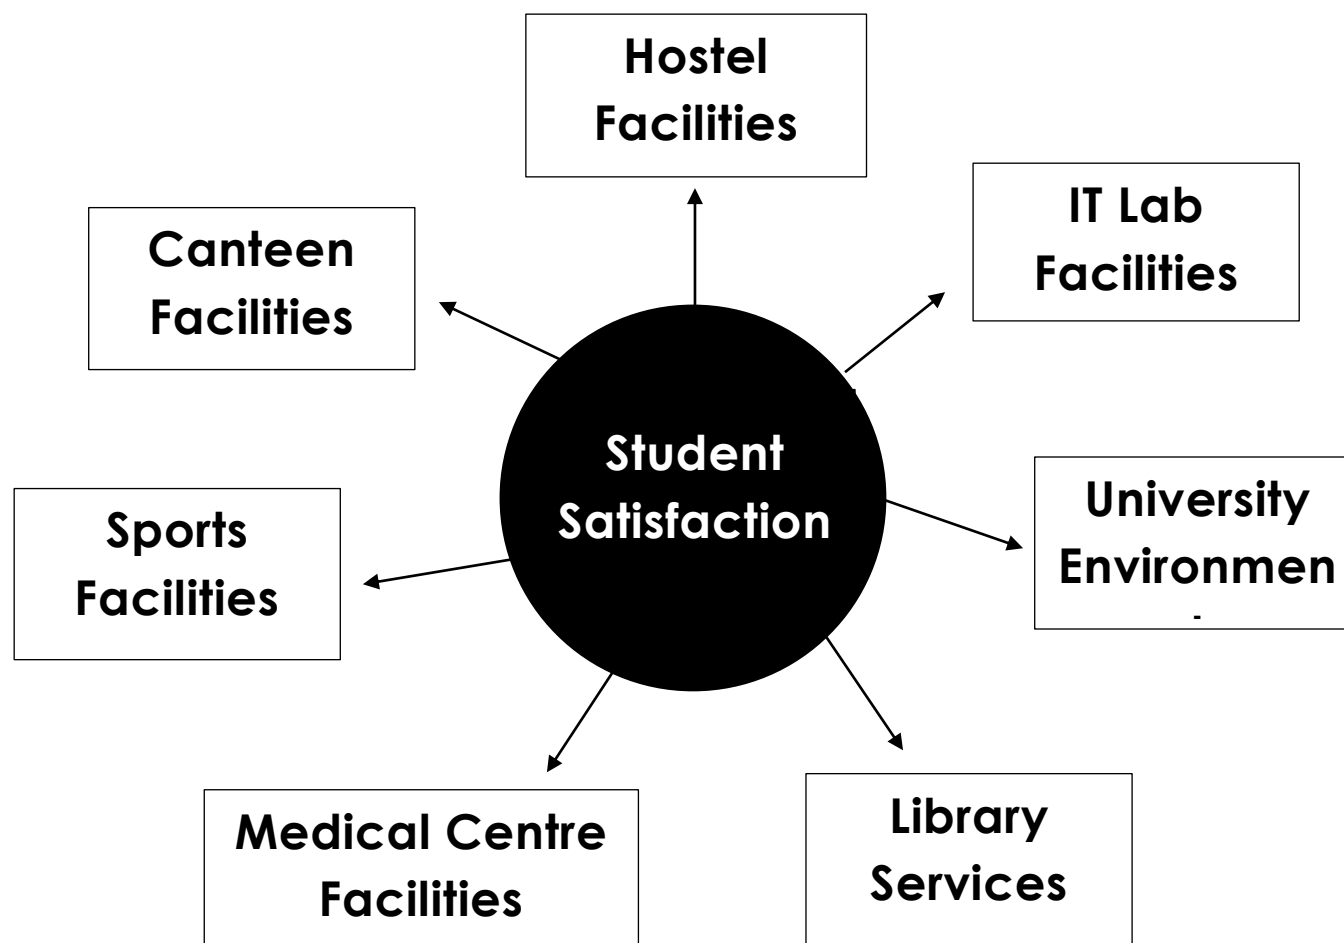 Hostel
Facilities
IT Lab
Facilities
Canteen
Facilities
Student
Satisfaction
University
Environmen
Sports
Facilities
Library
Services
Medical Centre
Facilities